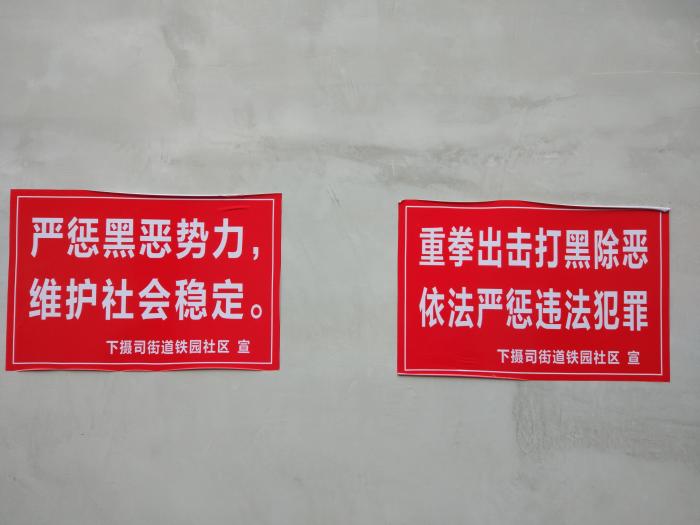 严惩黑恶势力，
维护社会稳定。
下摄司街道铁园社区 宣
重拳出击打黑除恶
依法严惩违法犯罪
下摄司街道铁园社区 宣